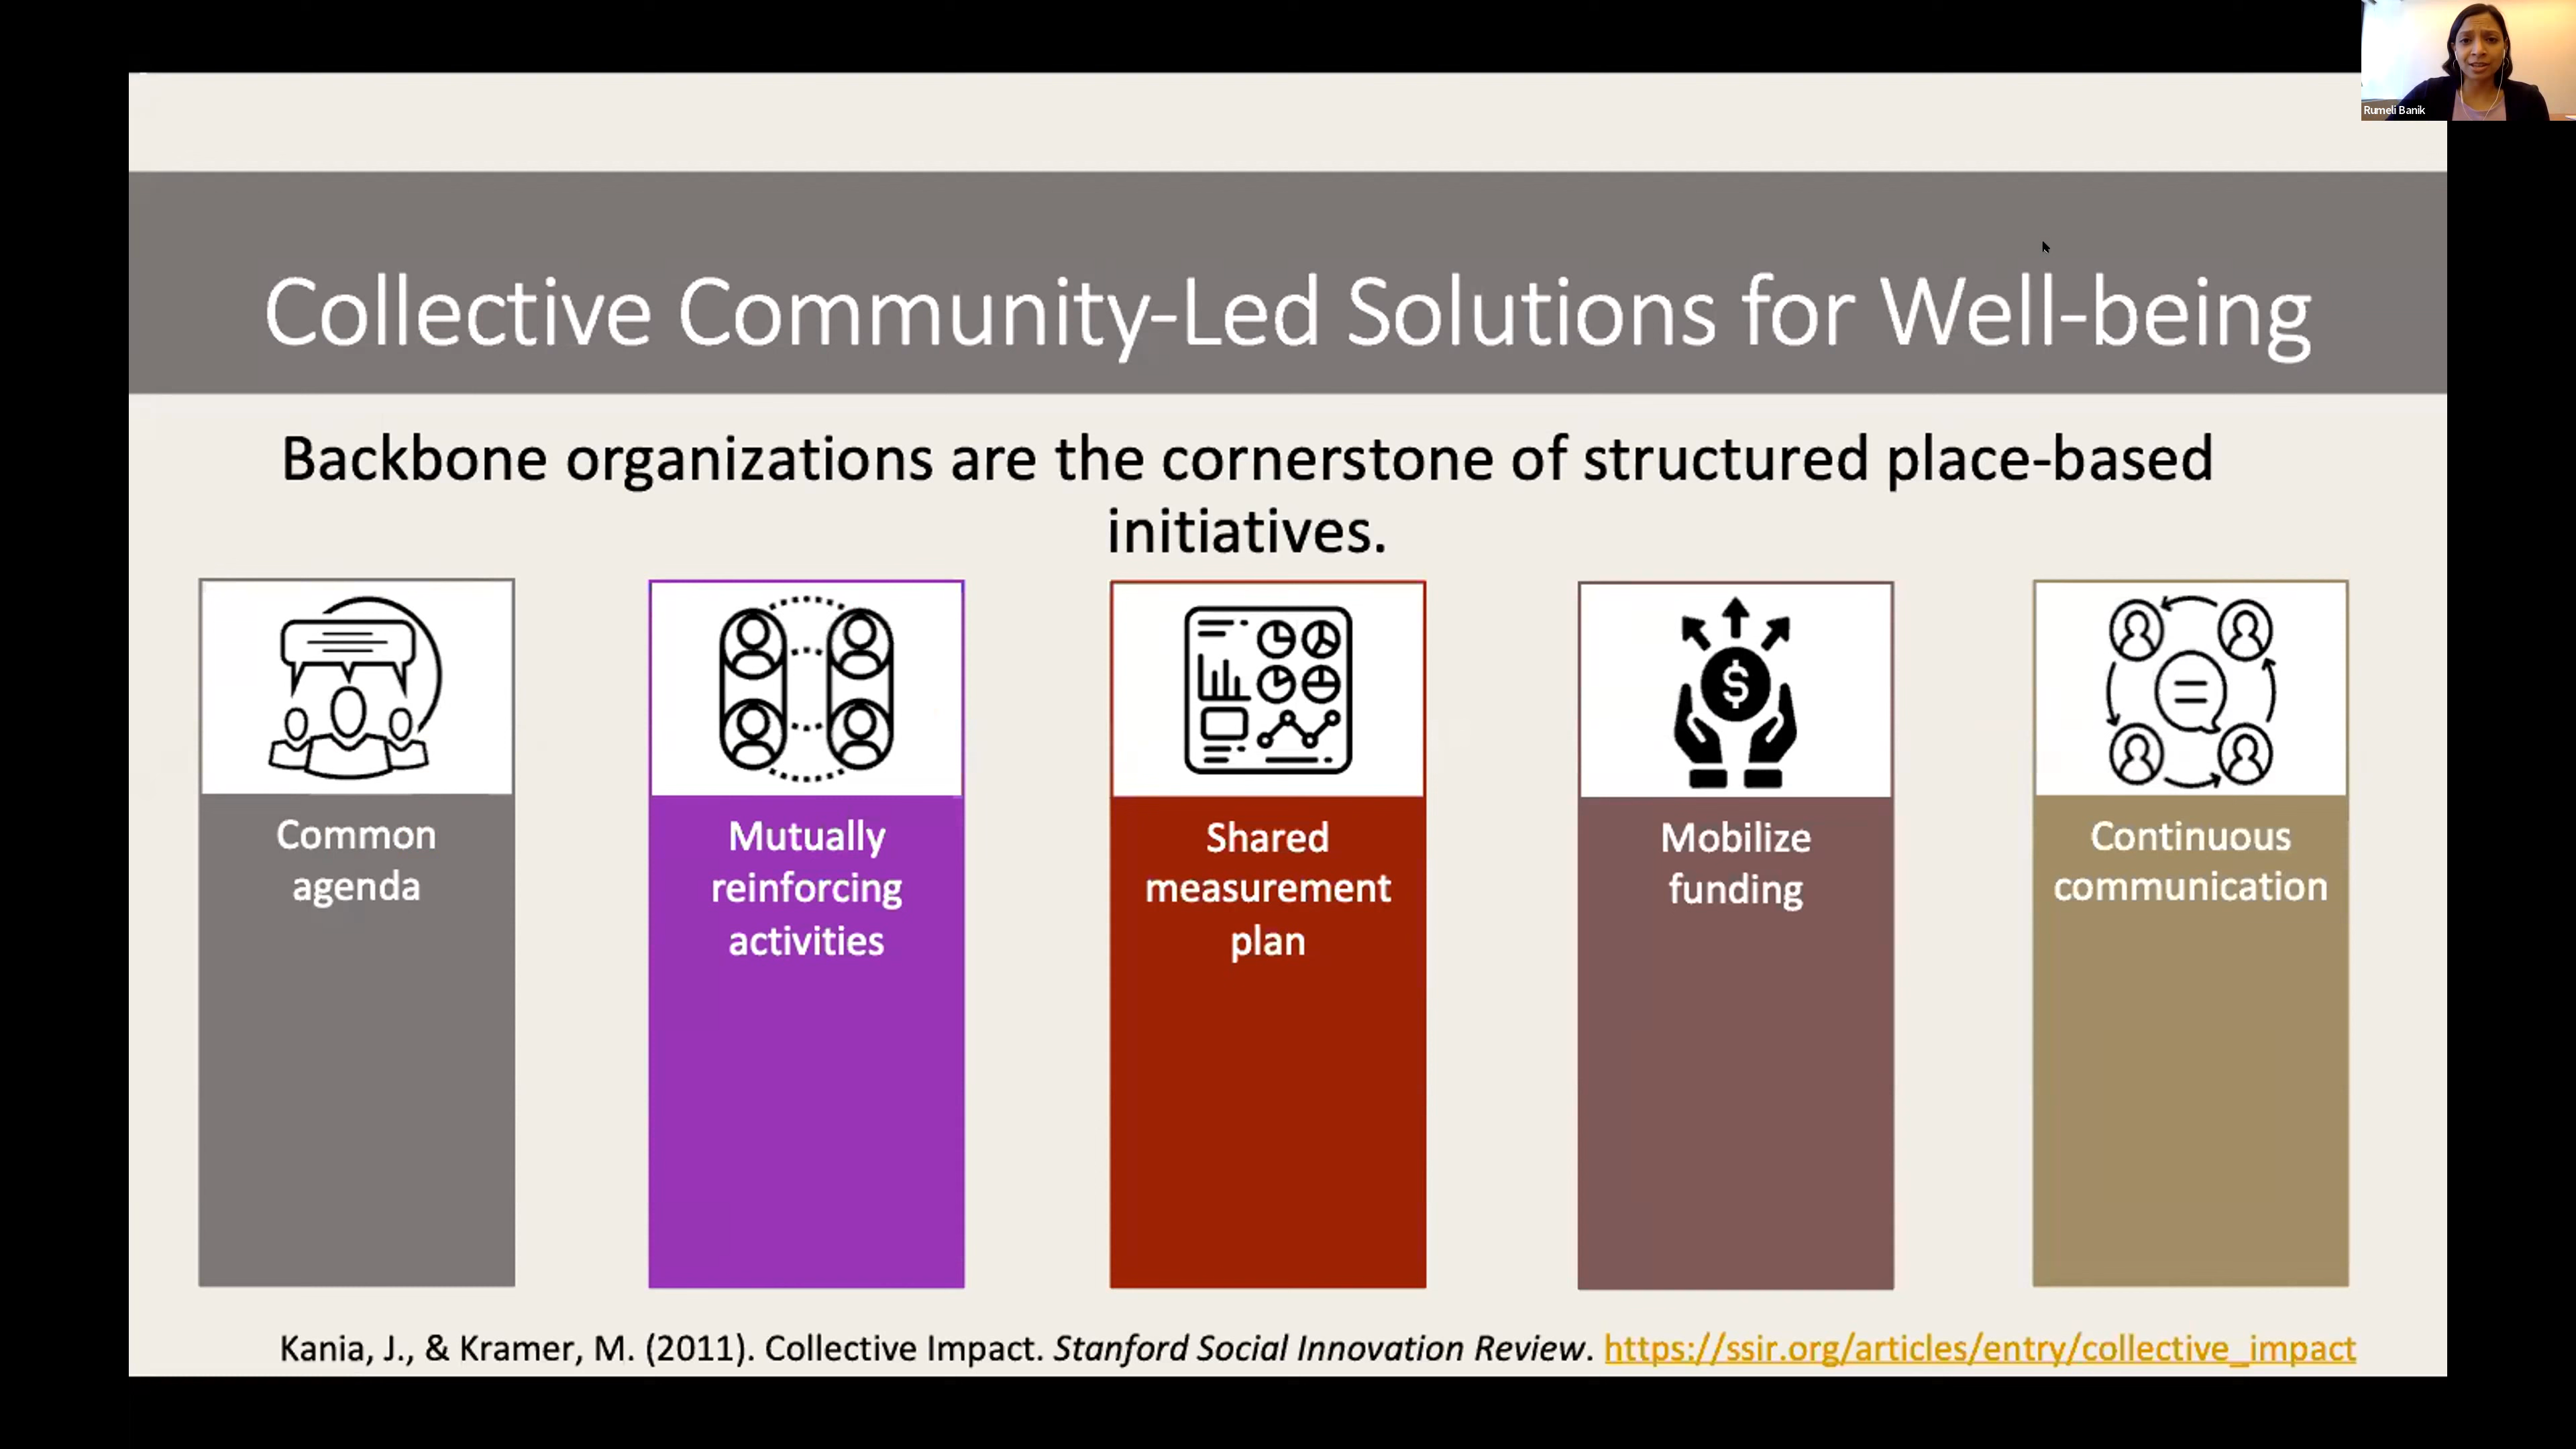 Rumeli Banik
Collective Community-Led Solutions for Well-being
Backbone organizations are the cornerstone of structured place-based
initiatives.
Common
agenda
Mutually
reinforcing
activities
Shared
measurement
plan
$
Mobilize
funding
Continuous
communication
Kania, J., & Kramer, M. (2011). Collective Impact. Stanford Social Innovation Review. https://ssir.org/articles/entry/collective_impact